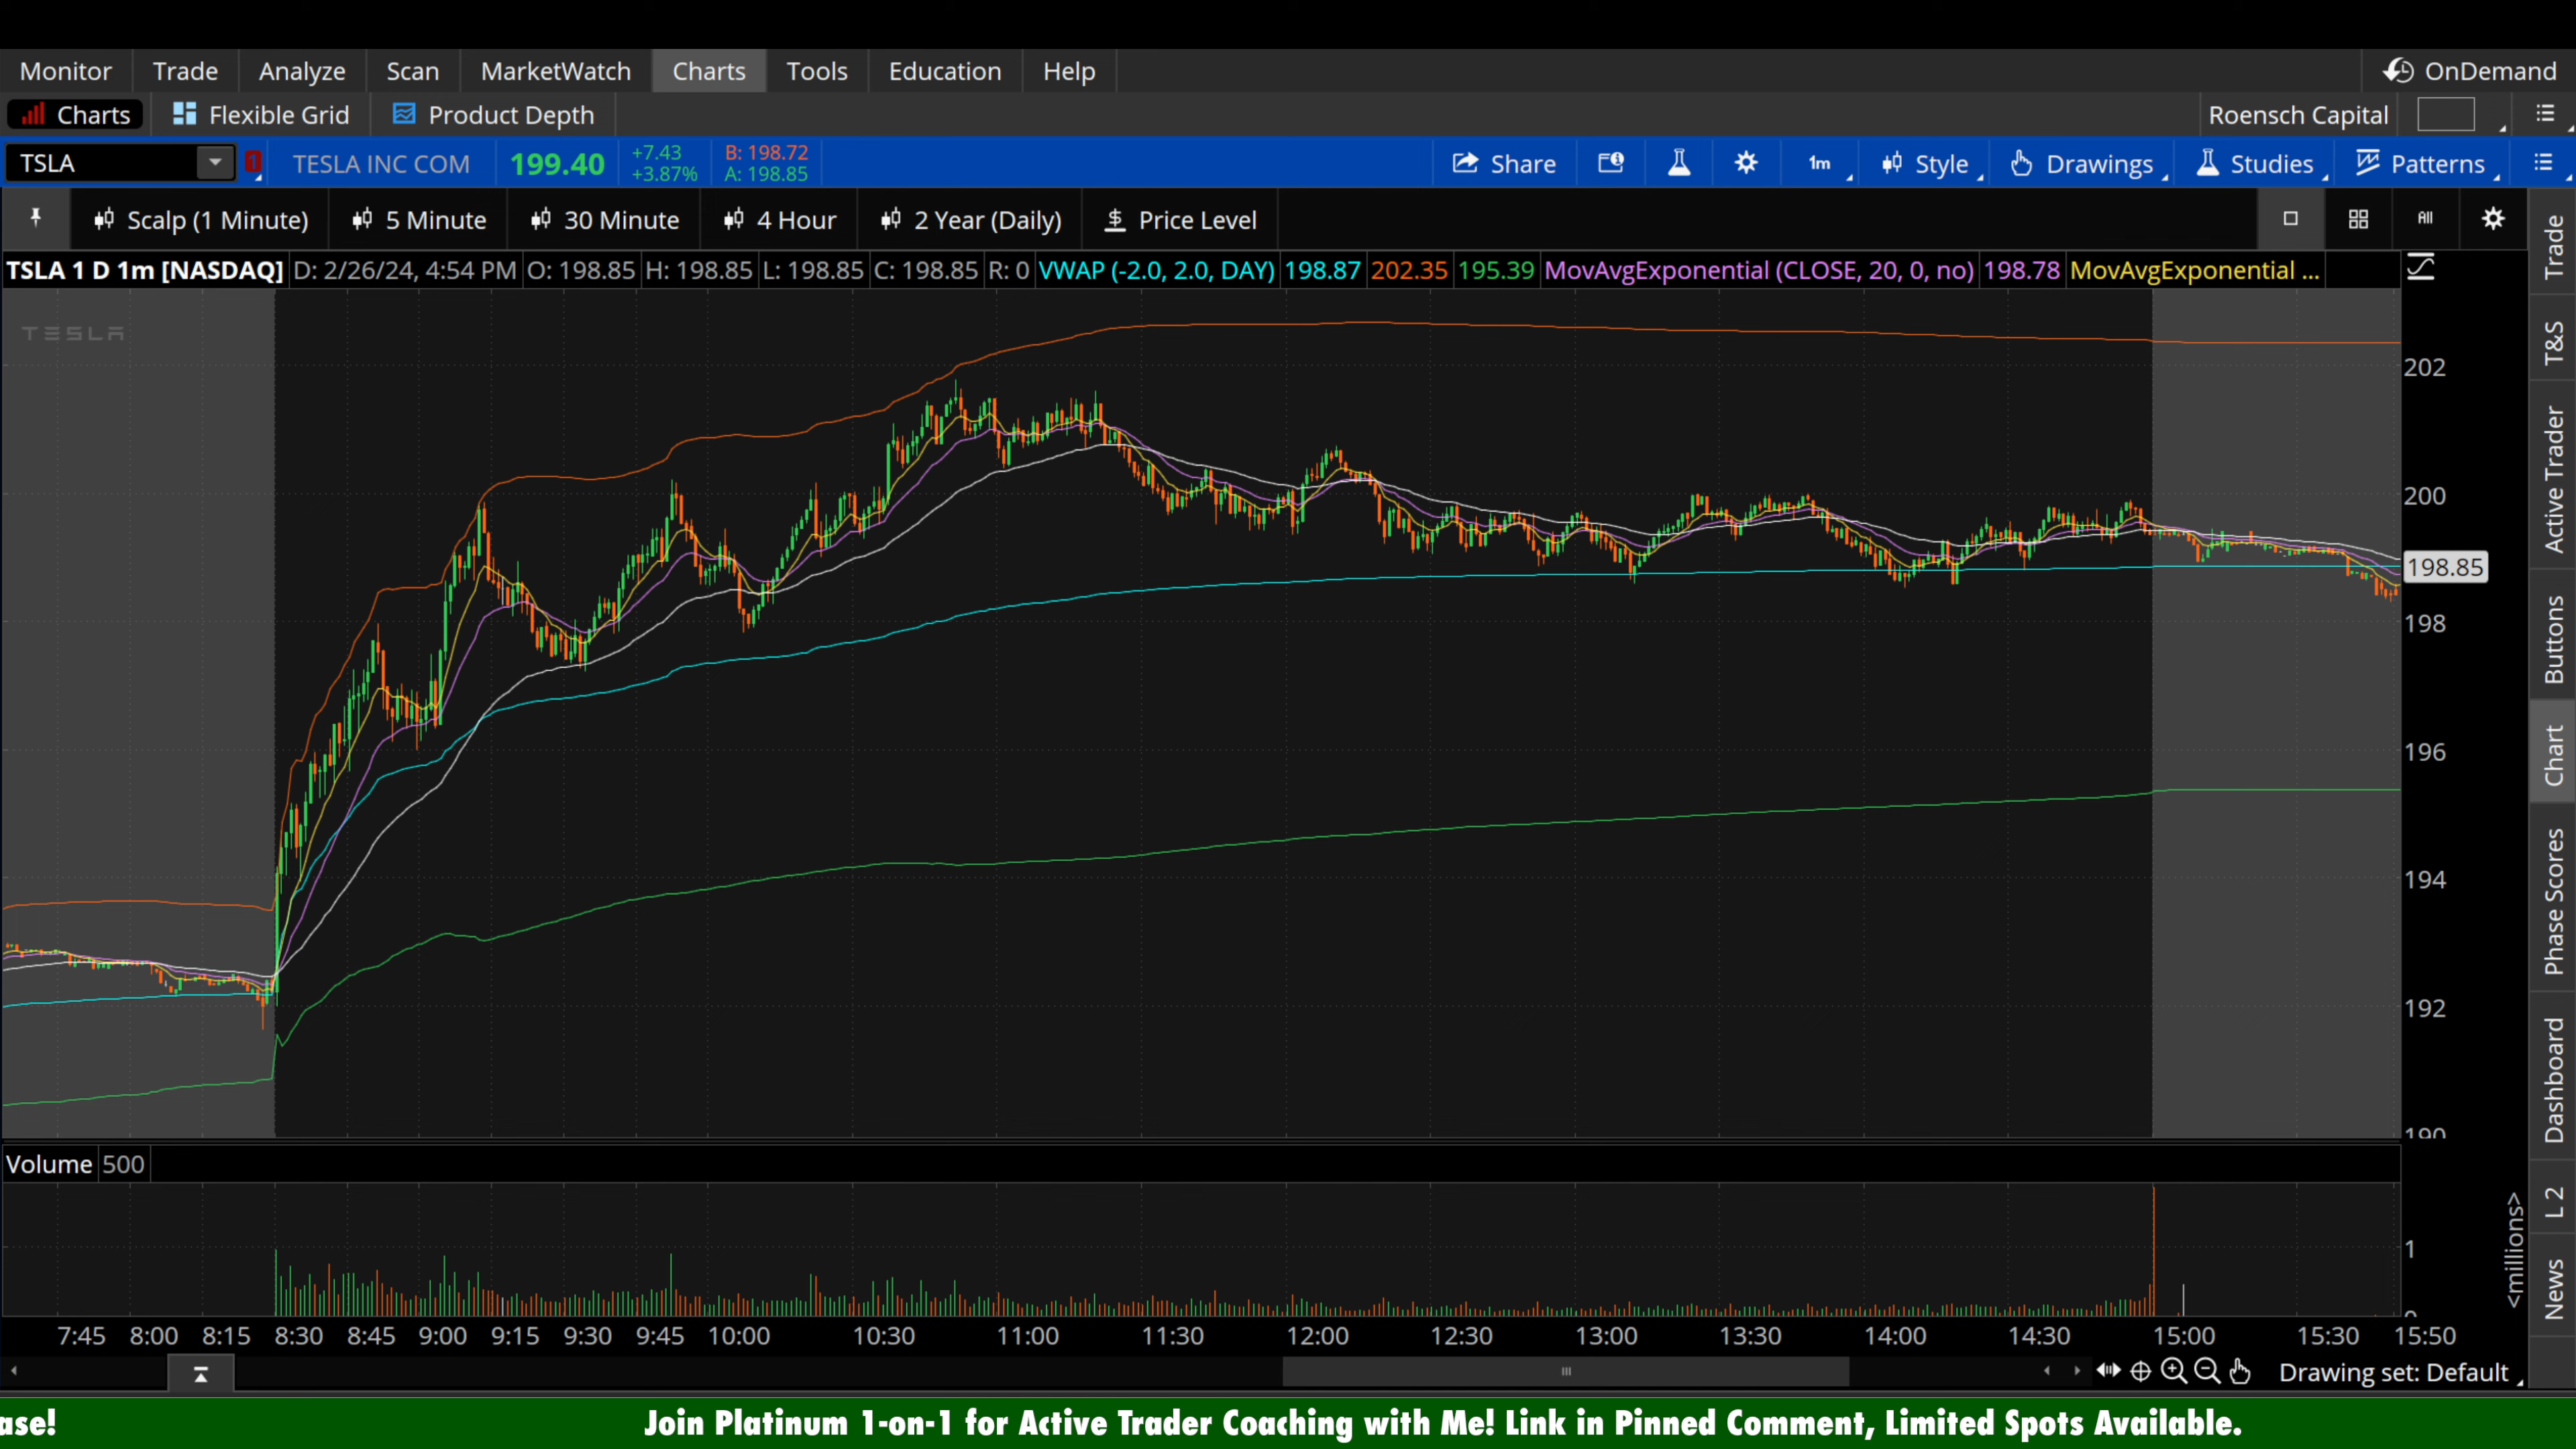 Monitor Trade Analyze Scan MarketWatch Charts Tools Education Help OnDemand
Charts Flexible Grid Product Depth Roensch Capital
TSLA 1 TESLA INC COM 199.40 +7.43 +3.87% B: 198.72 A: 198.85 Share 1m Style Drawings Studies Patterns
Scalp (1 Minute) 5 Minute 30 Minute 4 Hour 2 Year (Daily) $ Price Level All
TSLA 1 D 1m [NASDAQ] D: 2/26/24, 4:54 PM O: 198.85 H: 198.85 L: 198.85 C: 198.85 R: 0 VWAP (-2.0, 2.0, DAY) 198.87 202.35 195.39 MovAvgExponential (CLOSE, 20, 0, no) 198.78 MovAvgExponential ...
TESLA
202
200
198.85
198
196
194
192
190
Volume 500
1
0
<millions>
7:45 8:00 8:15 8:30 8:45 9:00 9:15 9:30 9:45 10:00 10:30 11:00 11:30 12:00 12:30 13:00 13:30 14:00 14:30 15:00 15:30 15:50
Drawing set: Default
Trade
T&S
Active Trader
Buttons
Chart
Phase Scores
Dashboard
L 2
News
ase! Join Platinum 1-on-1 for Active Trader Coaching with Me! Link in Pinned Comment, Limited Spots Available.